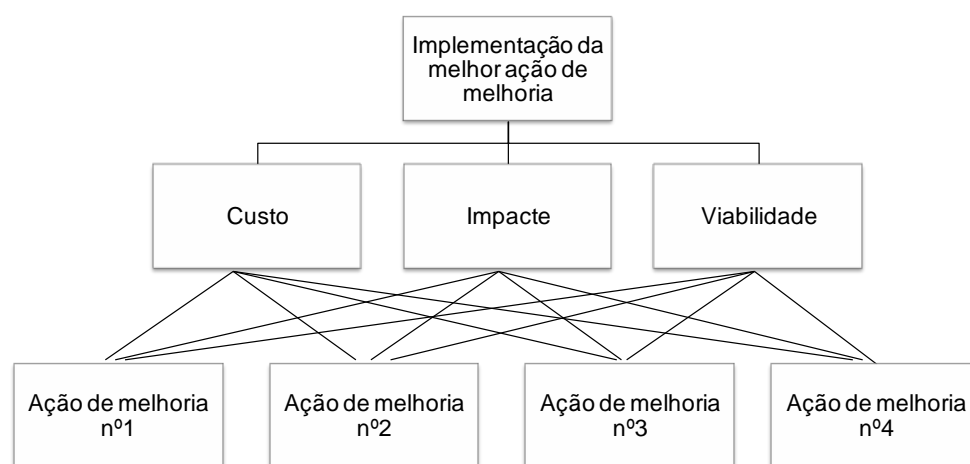 Implementação da
melhor ação de
melhoria
Custo
Impacte
Viabilidade
Ação de melhoria
nº1
Ação de melhoria
nº2
Ação de melhoria
nº3
Ação de melhoria
nº4